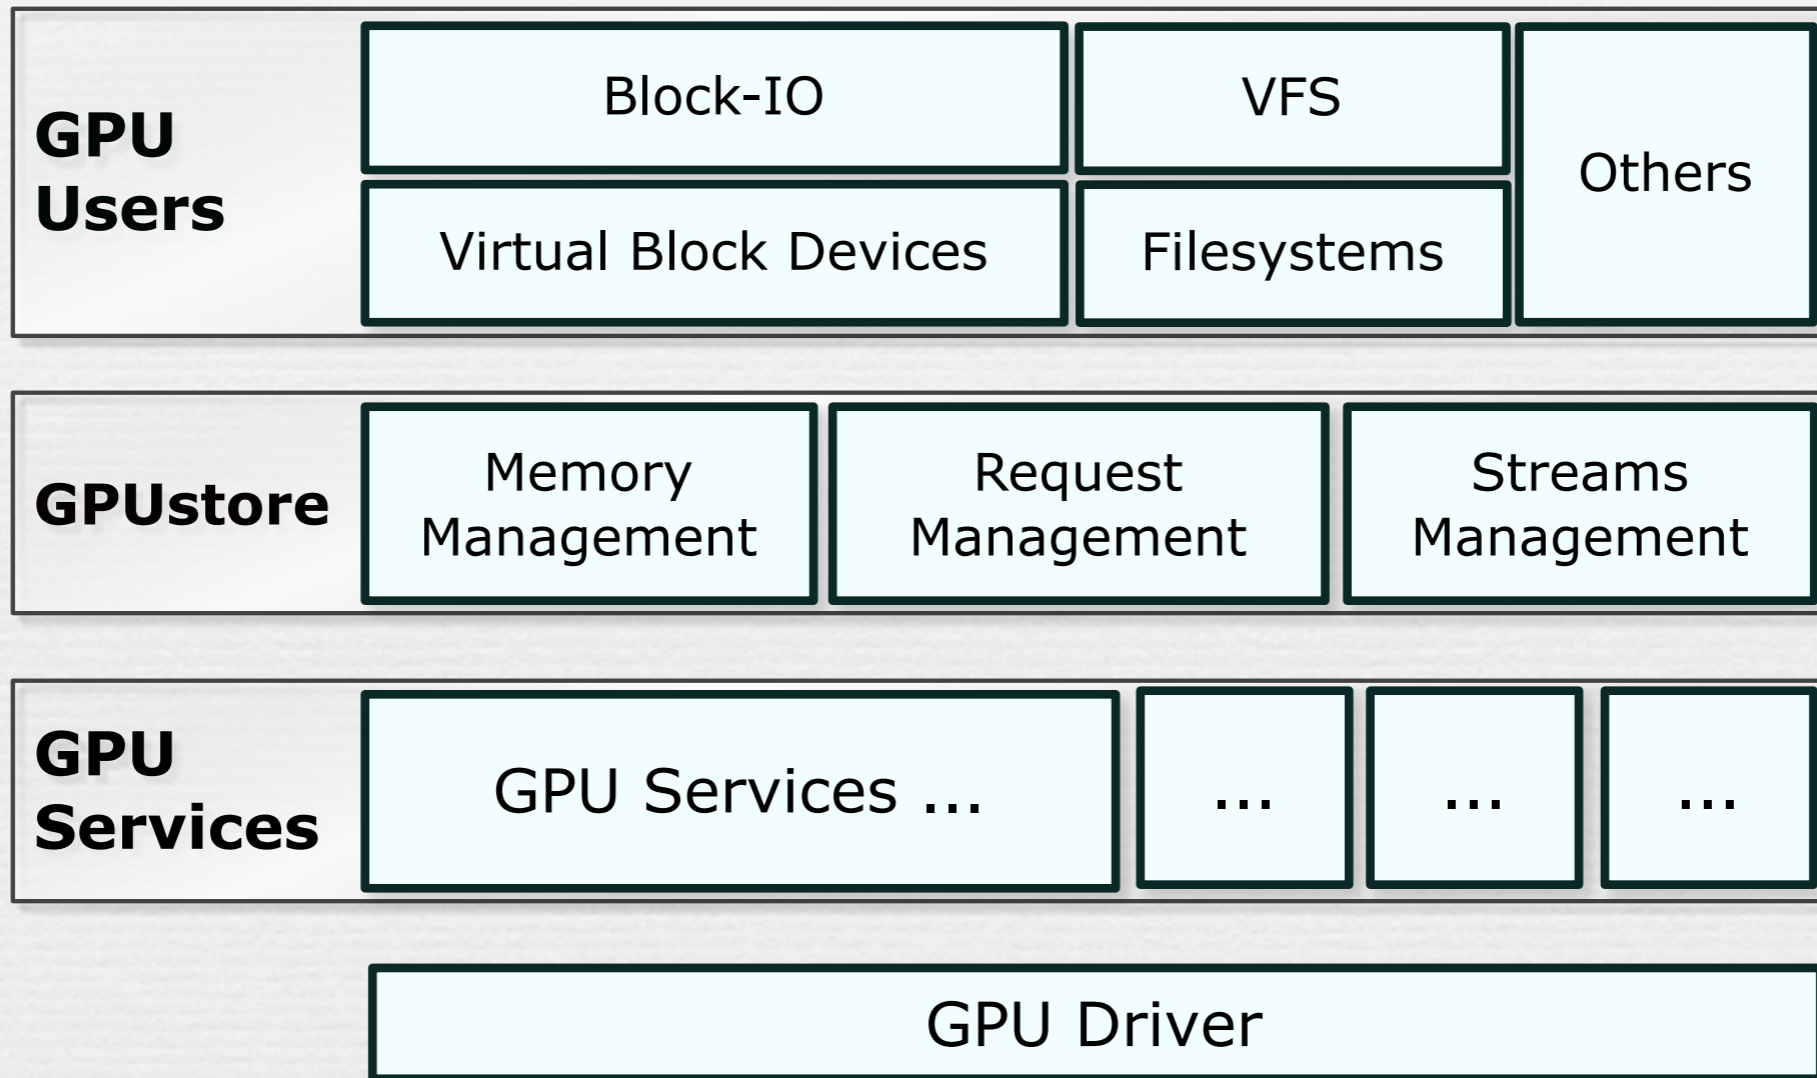 GPU
Users
Block-IO
VFS
Others
Virtual Block Devices
Filesystems
GPUstore
Memory
Management
Request
Management
Streams
Management
GPU
Services
GPU Services ...
...
...
...
GPU Driver